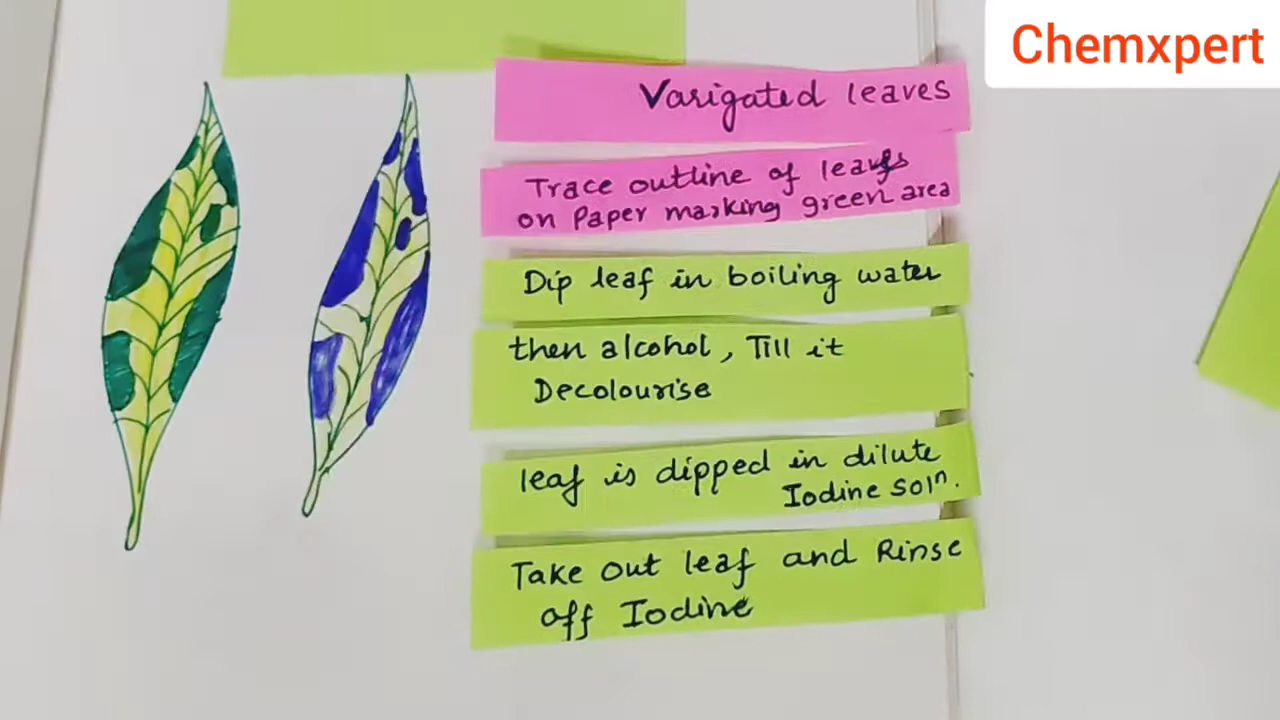 Chemxpert
Varigated leaves
Trace outline of leaves
on Paper marking green area
Dip leaf in boiling water
then alcohol, Till it
Decolourise
leaf is dipped in dilute
Iodine solⁿ.
Take out leaf and Rinse
off Iodine